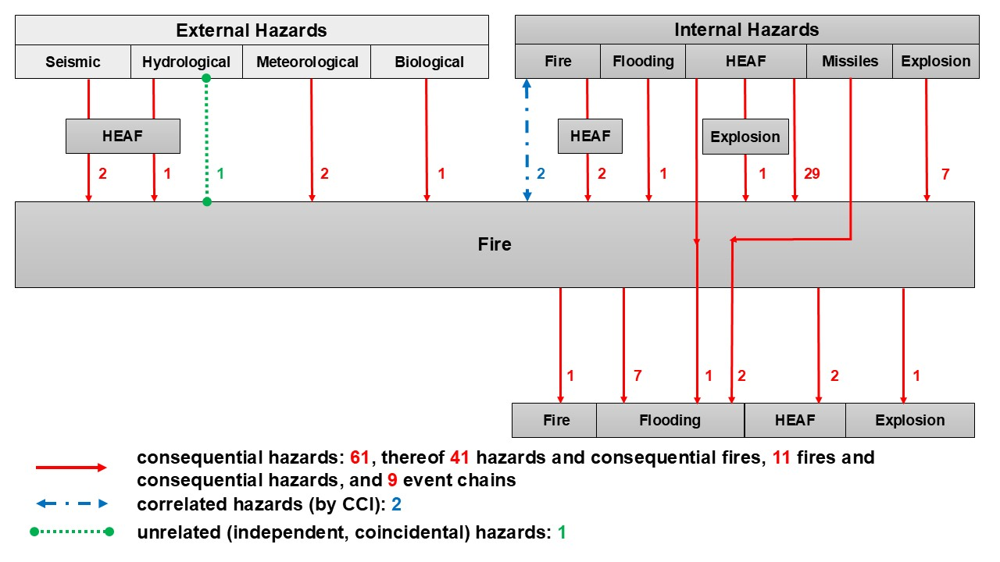 External Hazards
Internal Hazards
Seismic
Hydrological
Meteorological
Biological
Fire
Flooding
HEAF
Missiles
Explosion
HEAF
HEAF
Explosion
2
1
1
2
1
2
2
1
1
29
7
Fire
1
7
1
2
2
1
Fire
Flooding
HEAF
Explosion
consequential hazards: 61, thereof 41 hazards and consequential fires, 11 fires and
consequential hazards, and 9 event chains
correlated hazards (by CCI): 2
unrelated (independent, coincidental) hazards: 1